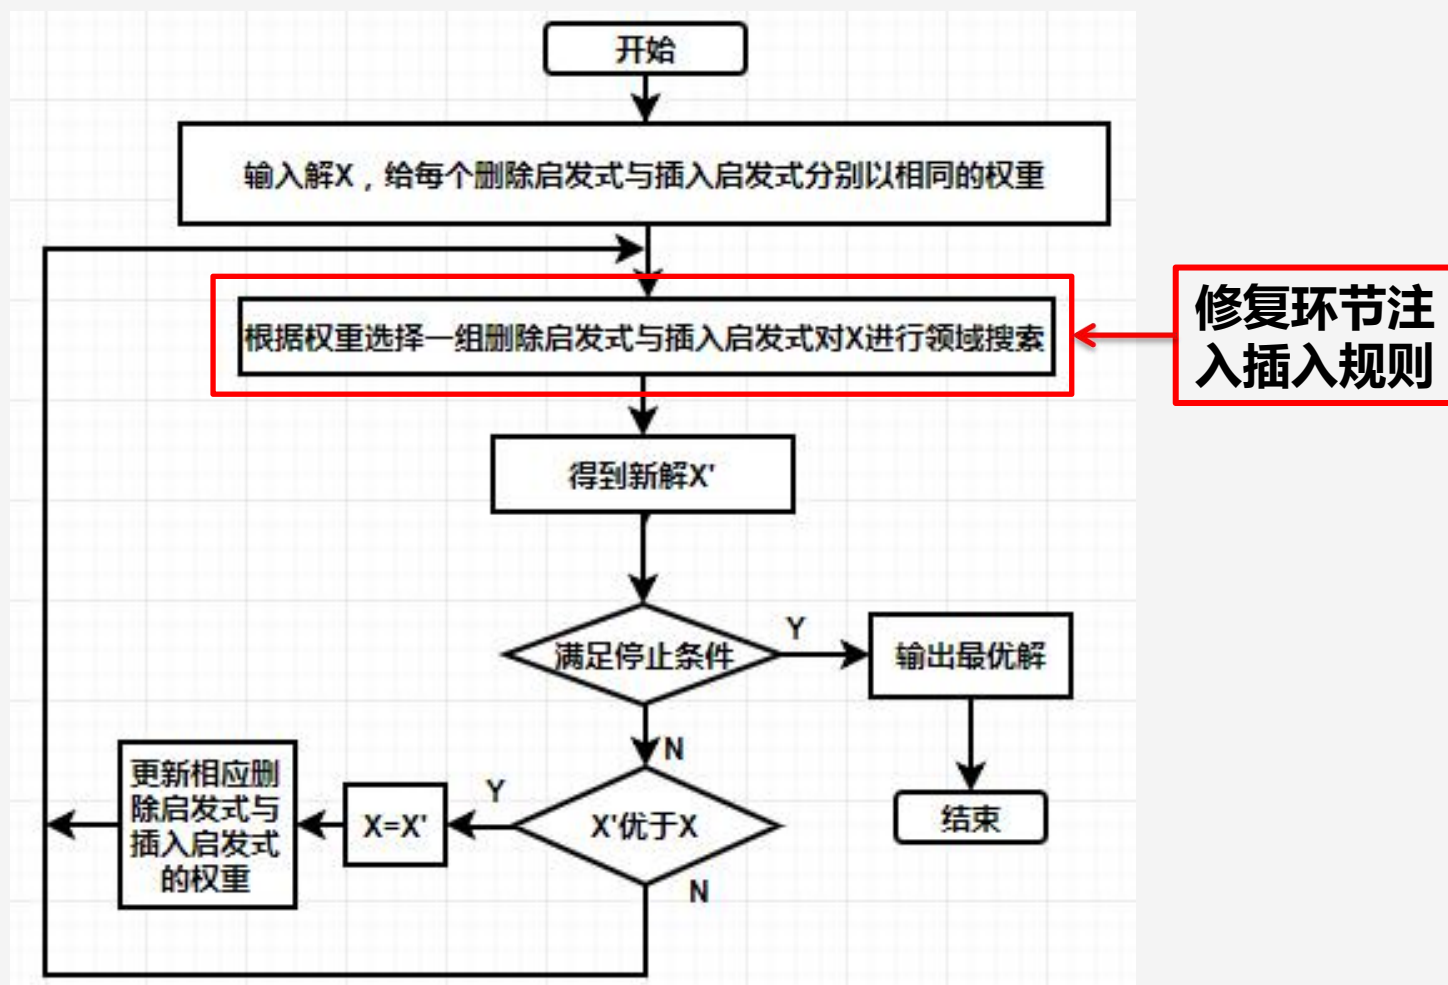 开始
输入解X，给每个删除启发式与插入启发式分别以相同的权重
根据权重选择一组删除启发式与插入启发式对X进行领域搜索
修复环节注
入插入规则
得到新解X'
满足停止条件
Y
输出最优解
N
更新相应删
除启发式与
插入启发式
的权重
X=X'
Y
X'优于X
结束
N